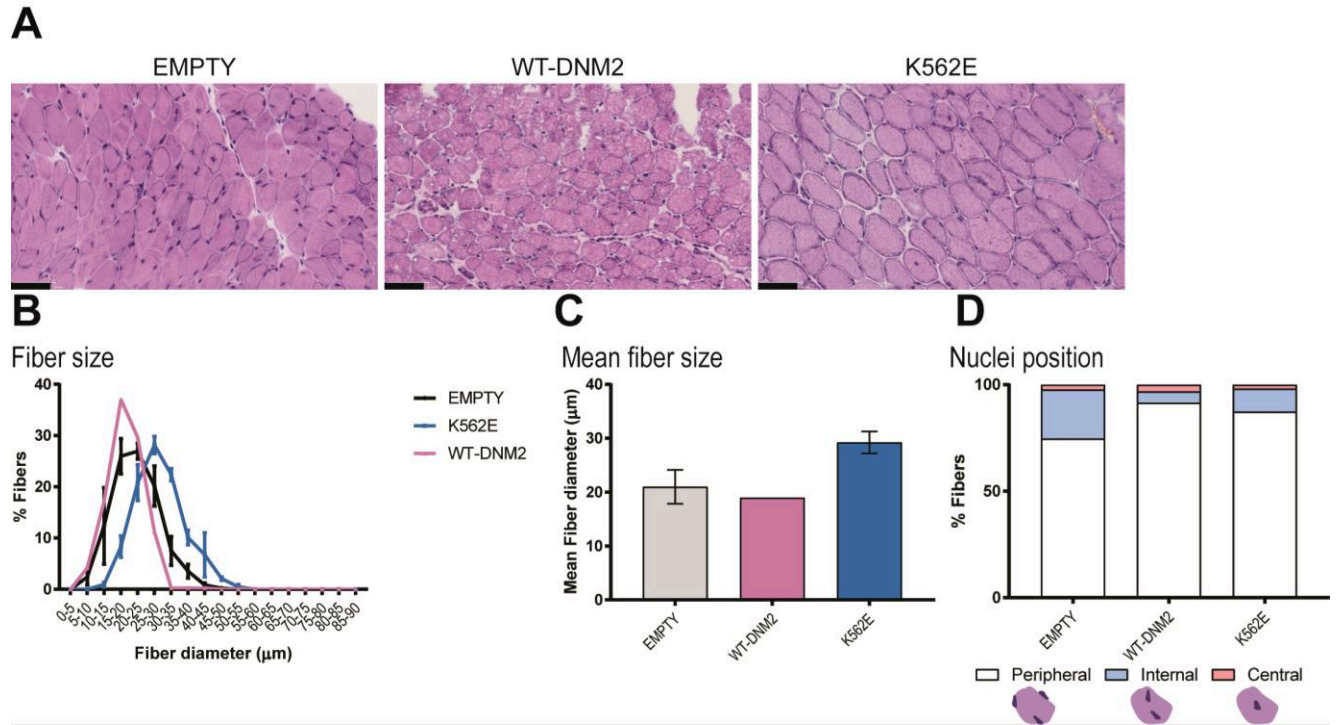 A
EMPTY WT-DNM2 K562E
B
Fiber size
40
30
20
10
0
% Fibers
0-5 5-10 10-15 15-20 20-25 25-30 30-35 35-40 40-45 45-50 50-55 55-60 60-65 65-70 70-75 75-80 80-85 85-90
Fiber diameter (μm)
EMPTY
K562E
WT-DNM2
C
Mean fiber size
40
30
20
10
0
Mean Fiber diameter (μm)
EMPTY WT-DNM2 K562E
D
Nuclei position
100
50
0
% Fibers
EMPTY WT-DNM2 K562E
Peripheral Internal Central